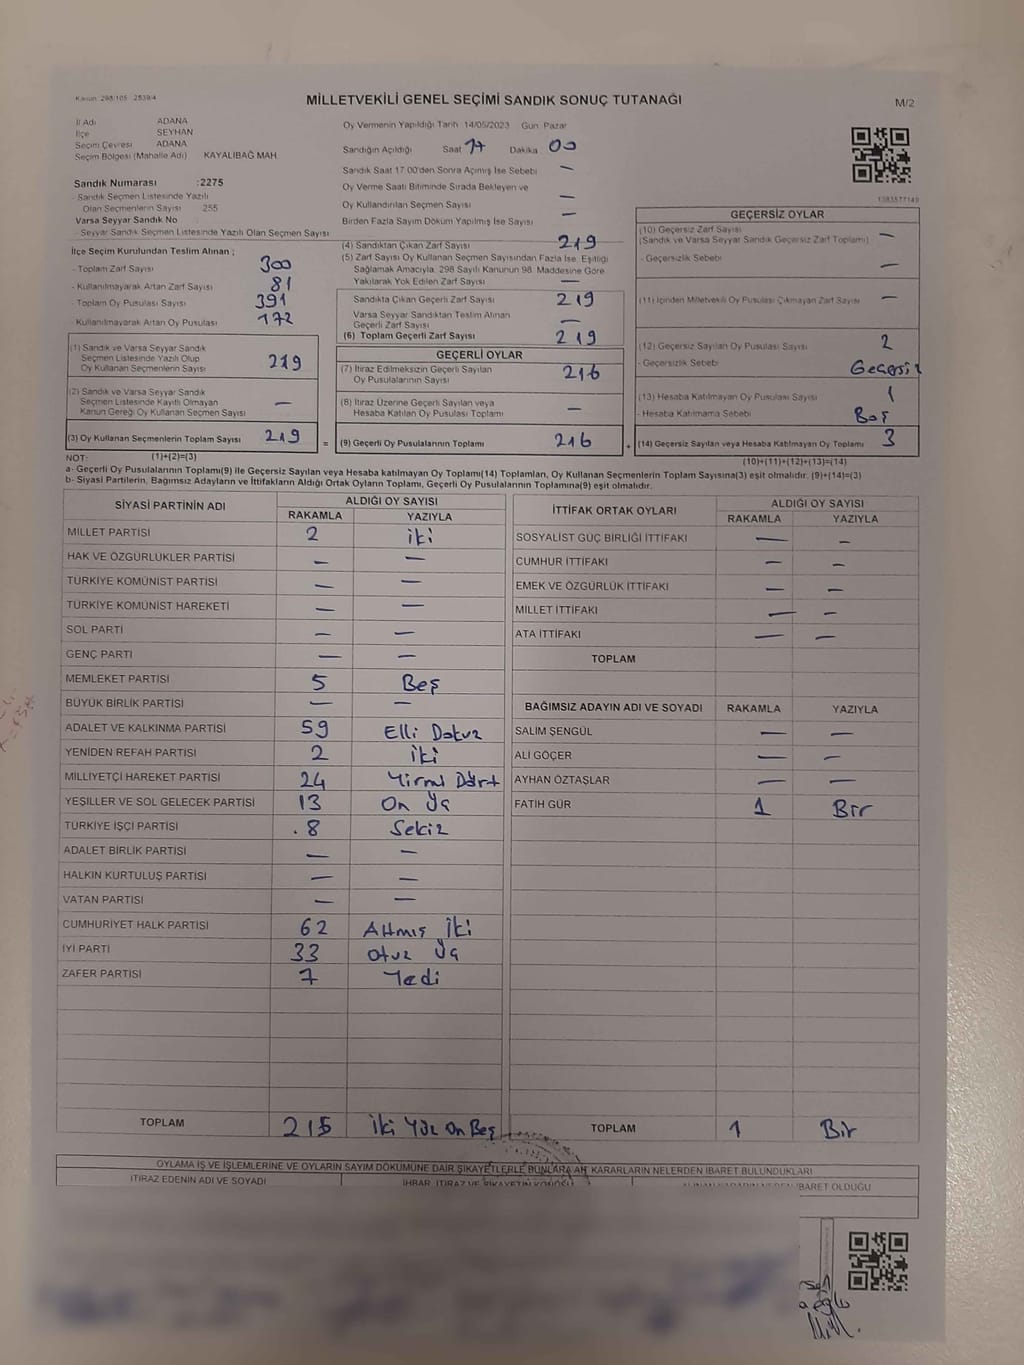 Kanun: 298/105 - 2839/4
MİLLETVEKİLİ GENEL SEÇİMİ SANDIK SONUÇ TUTANAĞI
M/2
İl Adı ADANA
İlçe SEYHAN
Seçim Çevresi ADANA
Seçim Bölgesi (Mahalle Adı) KAYALIBAĞ MAH
Sandık Numarası :2275
- Sandık Seçmen Listesinde Yazılı
Olan Seçmenlerin Sayısı 255
Varsa Seyyar Sandık No
- Seyyar Sandık Seçmen Listesinde Yazılı Olan Seçmen Sayısı
Oy Vermenin Yapıldığı Tarih 14/05/2023 Gün Pazar
Sandığın Açıldığı Saat 17 Dakika 00
Sandık Saat 17.00'den Sonra Açımış İse Sebebi —
Oy Verme Saati Bitiminde Sırada Bekleyen ve
Oy Kullandırılan Seçmen Sayısı —
Birden Fazla Sayım Döküm Yapılmış İse Sayısı —
1383577149
İlçe Seçim Kurulundan Teslim Alınan ;
- Toplam Zarf Sayısı 300
- Kullanılmayarak Artan Zarf Sayısı 81
- Toplam Oy Pusulası Sayısı 391
- Kullanılmayarak Artan Oy Pusulası 172
(4) Sandıktan Çıkan Zarf Sayısı 219
(5) Zarf Sayısı Oy Kullanan Seçmen Sayısından Fazla İse, Eşitliği
Sağlamak Amacıyla, 298 Sayılı Kanunun 98. Maddesine Göre
Yakılarak Yok Edilen Zarf Sayısı —
Sandıkta Çıkan Geçerli Zarf Sayısı 219
Varsa Seyyar Sandıktan Teslim Alınan
Geçerli Zarf Sayısı —
(6) Toplam Geçerli Zarf Sayısı 219
GEÇERSİZ OYLAR
(10) Geçersiz Zarf Sayısı
(Sandık ve Varsa Seyyar Sandık Geçersiz Zarf Toplamı) —
- Geçersizlik Sebebi —
(11) İçinden Milletvekili Oy Pusulası Çıkmayan Zarf Sayısı —
(12) Geçersiz Sayılan Oy Pusulası Sayısı 2
- Geçersizlik Sebebi Geçersiz
(13) Hesaba Katılmayan Oy Pusulası Sayısı 1
- Hesaba Katılmama Sebebi Boş
(14) Geçersiz Sayılan veya Hesaba Katılmayan Oy Toplamı 3
(10)+(11)+(12)+(13)=(14)
(1) Sandık ve Varsa Seyyar Sandık
Seçmen Listesinde Yazılı Olup
Oy Kullanan Seçmenlerin Sayısı 219
(2) Sandık ve Varsa Seyyar Sandık
Seçmen Listesinde Kayıtlı Olmayan
Kanun Gereği Oy Kullanan Seçmen Sayısı —
(3) Oy Kullanan Seçmenlerin Toplam Sayısı 219 =
GEÇERLİ OYLAR
(7) İtiraz Edilmeksizin Geçerli Sayılan
Oy Pusulalarının Sayısı 216
(8) İtiraz Üzerine Geçerli Sayılan veya
Hesaba Katılan Oy Pusulası Toplamı —
(9) Geçerli Oy Pusulalarının Toplamı 216 +
NOT: (1)+(2)=(3)
a- Geçerli Oy Pusulalarının Toplamı(9) ile Geçersiz Sayılan veya Hesaba katılmayan Oy Toplamı(14) Toplamları, Oy Kullanan Seçmenlerin Toplam Sayısına(3) eşit olmalıdır. (9)+(14)=(3)
b- Siyasi Partilerin, Bağımsız Adayların ve İttifakların Aldığı Ortak Oyların Toplamı, Geçerli Oy Pusulalarının Toplamına(9) eşit olmalıdır.
SİYASİ PARTİNİN ADI ALDIĞI OY SAYISI
RAKAMLA YAZIYLA
MİLLET PARTİSİ 2 iki
HAK VE ÖZGÜRLÜKLER PARTİSİ — —
TÜRKİYE KOMÜNİST PARTİSİ — —
TÜRKİYE KOMÜNİST HAREKETİ — —
SOL PARTİ — —
GENÇ PARTİ — —
MEMLEKET PARTİSİ 5 Beş
BÜYÜK BİRLİK PARTİSİ — —
ADALET VE KALKINMA PARTİSİ 59 Elli Dokuz
YENİDEN REFAH PARTİSİ 2 iki
MİLLİYETÇİ HAREKET PARTİSİ 24 Yirmi Dört
YEŞİLLER VE SOL GELECEK PARTİSİ 13 On Üç
TÜRKİYE İŞÇİ PARTİSİ 8 Sekiz
ADALET BİRLİK PARTİSİ — —
HALKIN KURTULUŞ PARTİSİ — —
VATAN PARTİSİ — —
CUMHURİYET HALK PARTİSİ 62 Altmış İki
İYİ PARTİ 33 Otuz Üç
ZAFER PARTİSİ 7 Yedi
TOPLAM 215 İki Yüz On Beş
İTTİFAK ORTAK OYLARI ALDIĞI OY SAYISI
RAKAMLA YAZIYLA
SOSYALİST GÜÇ BİRLİĞİ İTTİFAKI — —
CUMHUR İTTİFAKI — —
EMEK VE ÖZGÜRLÜK İTTİFAKI — —
MİLLET İTTİFAKI — —
ATA İTTİFAKI — —
TOPLAM
BAĞIMSIZ ADAYIN ADI VE SOYADI RAKAMLA YAZIYLA
SALİM ŞENGÜL — —
ALİ GÖÇER — —
AYHAN ÖZTAŞLAR — —
FATİH GÜR 1 Bir
TOPLAM 1 Bir
OYLAMA İŞ VE İŞLEMLERİNE VE OYLARIN SAYIM DÖKÜMÜNE DAİR ŞİKAYETLERLE BUNLARA AİT KARARLARIN NELERDEN İBARET BULUNDUKLARI
İTİRAZ EDENİN ADI VE SOYADI
İHBAR, İTİRAZ VE ŞİKAYETİN KONUSU
İBARET OLDUĞU